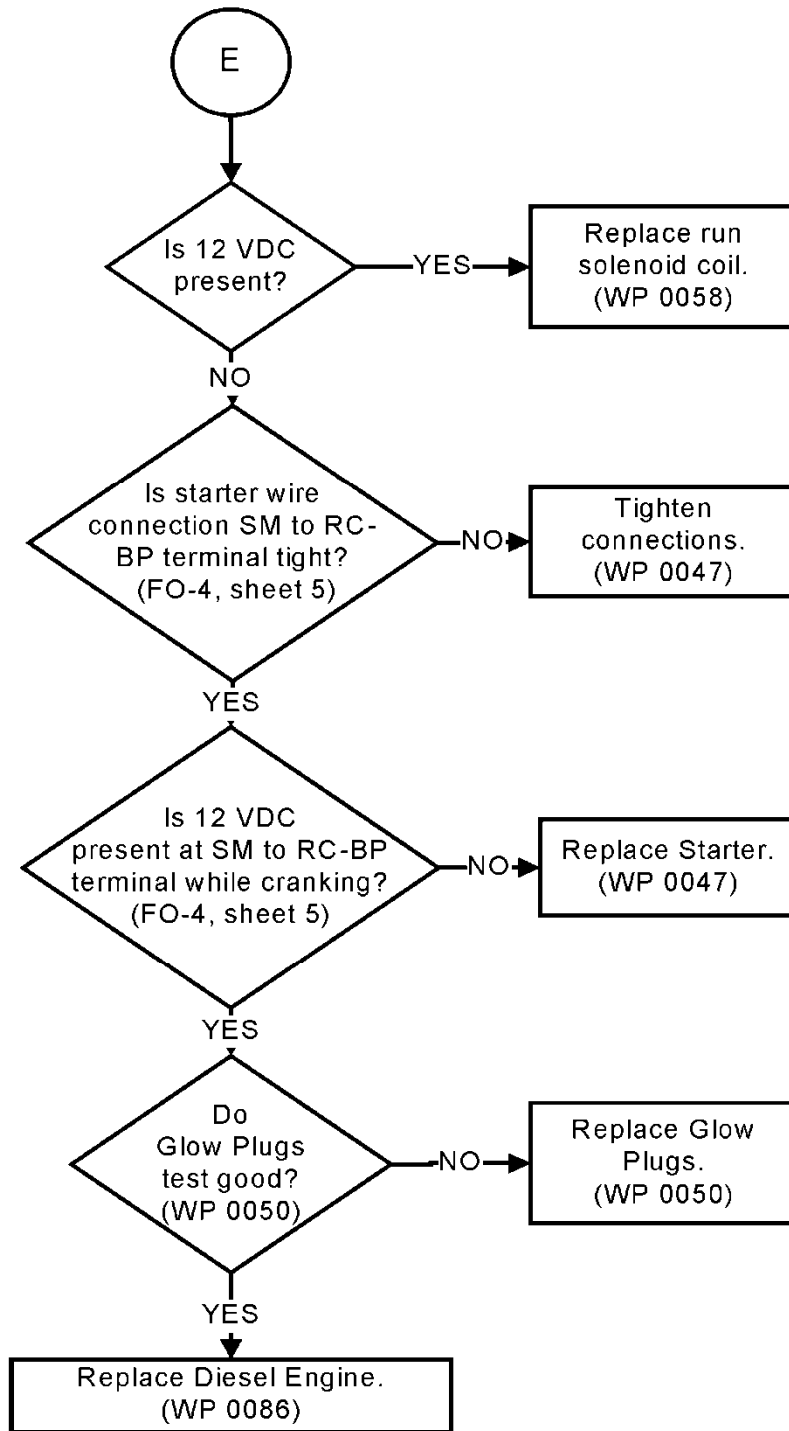 E
Is 12 VDC
present?
YES
Replace run
solenoid coil.
(WP 0058)
NO
Is starter wire
connection SM to RC-
BP terminal tight?
(FO-4, sheet 5)
NO
Tighten
connections.
(WP 0047)
YES
Is 12 VDC
present at SM to RC-BP
terminal while cranking?
(FO-4, sheet 5)
NO
Replace Starter.
(WP 0047)
YES
Do
Glow Plugs
test good?
(WP 0050)
NO
Replace Glow
Plugs.
(WP 0050)
YES
Replace Diesel Engine.
(WP 0086)